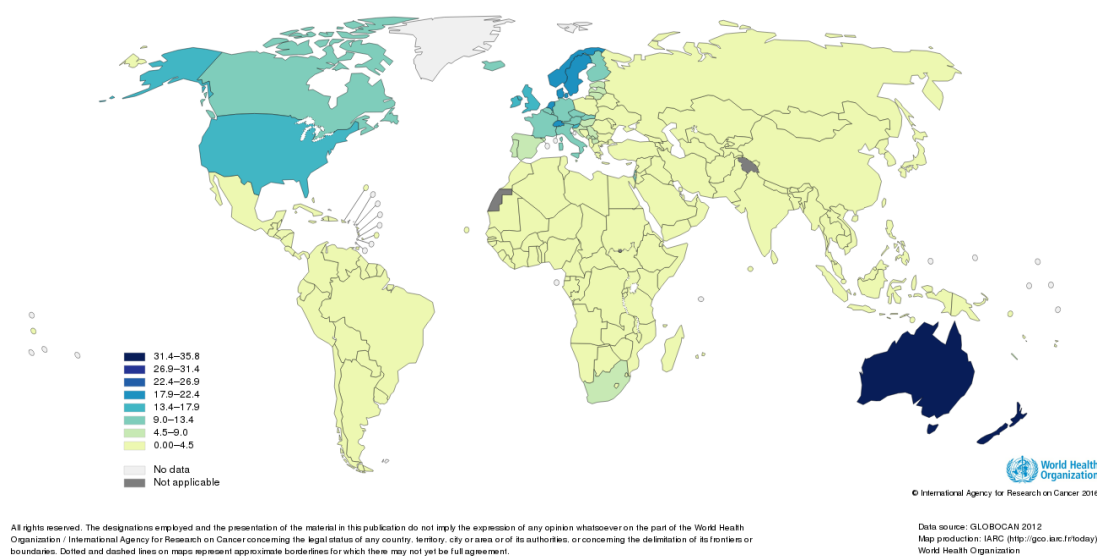 31.4–35.8
26.9–31.4
22.4–26.9
17.9–22.4
13.4–17.9
9.0–13.4
4.5–9.0
0.00–4.5
No data
Not applicable
World Health
Organization
© International Agency for Research on Cancer 2016
All rights reserved. The designations employed and the presentation of the material in this publication do not imply the expression of any opinion whatsoever on the part of the World Health
Organization / International Agency for Research on Cancer concerning the legal status of any country, territory, city or area or of its authorities, or concerning the delimitation of its frontiers or
boundaries. Dotted and dashed lines on maps represent approximate borderlines for which there may not yet be full agreement.
Data source: GLOBOCAN 2012
Map production: IARC (http://gco.iarc.fr/today)
World Health Organization